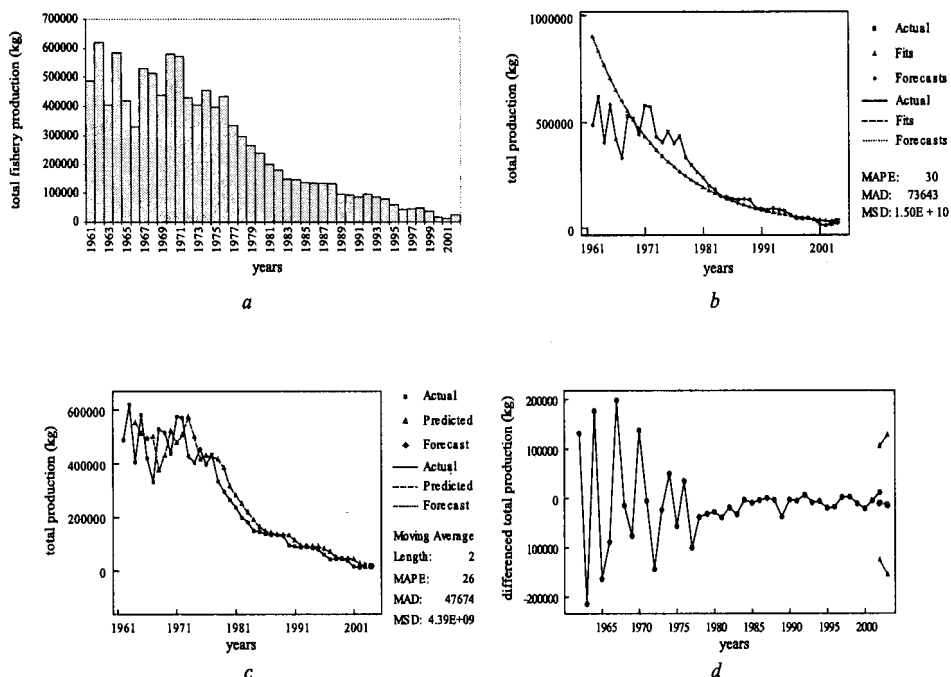 700000
600000
500000
400000
300000
200000
100000
0
total fishery production (kg)
1961
1963
1965
1967
1969
1971
1973
1975
1977
1979
1981
1983
1985
1987
1989
1991
1993
1995
1997
1999
2001
years
a
1000000
500000
0
total production (kg)
1961 1971 1981 1991 2001
years
Actual
Fits
Forecasts
Actual
Fits
Forecasts
MAPE: 30
MAD: 73643
MSD: 1.50E + 10
b
600000
400000
200000
0
total production (kg)
1961 1971 1981 1991 2001
years
Actual
Predicted
Forecast
Actual
Predicted
Forecast
Moving Average
Length: 2
MAPE: 26
MAD: 47674
MSD: 4.39E+09
c
200000
100000
0
100000
-200000
differenced total production (kg)
1965 1970 1975 1980 1985 1990 1995 2000
years
d